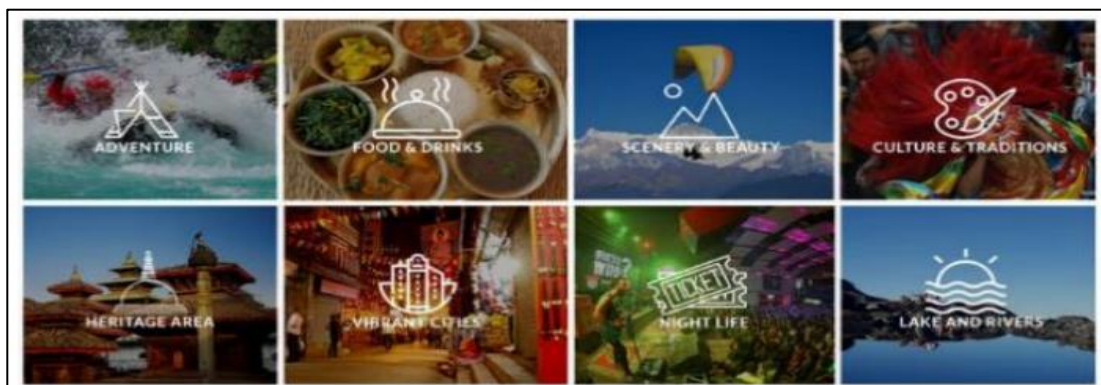 ADVENTURE
FOOD & DRINKS
SCENERY & BEAUTY
CULTURE & TRADITIONS
HERITAGE AREA
VIBRANT CITIES
TICKET
NIGHT LIFE
LAKE AND RIVERS